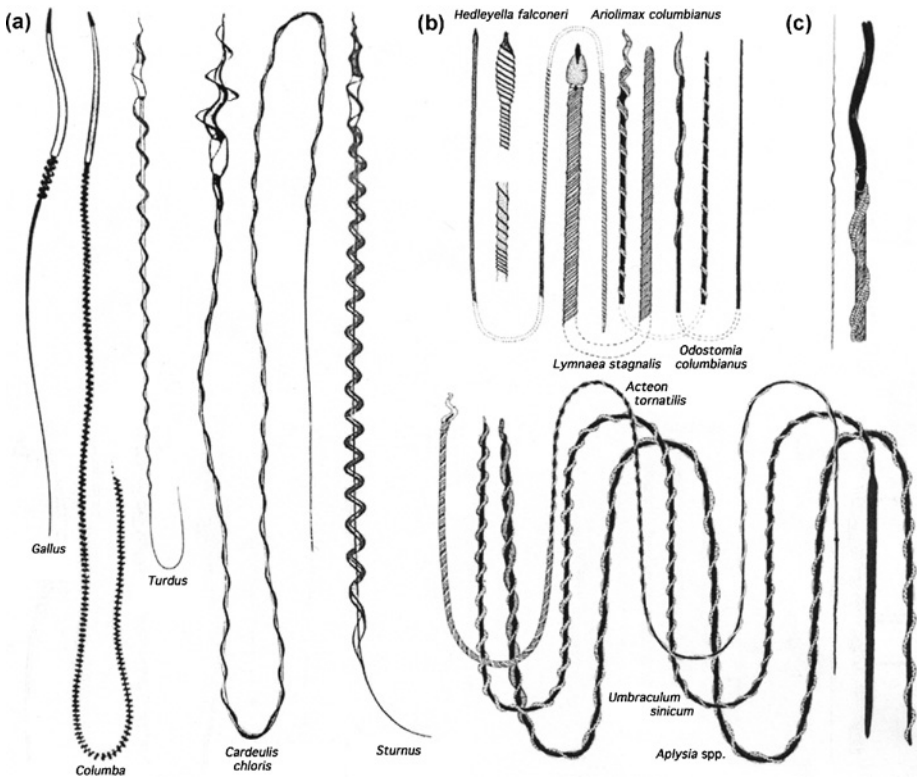 (a)
(b)
(c)
Hedleyella falconeri
Ariolimax columbianus
Lymnaea stagnalis
Odostomia
columbianus
Acteon
tornatilis
Gallus
Turdus
Umbraculum
sinicum
Cardeulis
chloris
Sturnus
Aplysia spp.
Columba